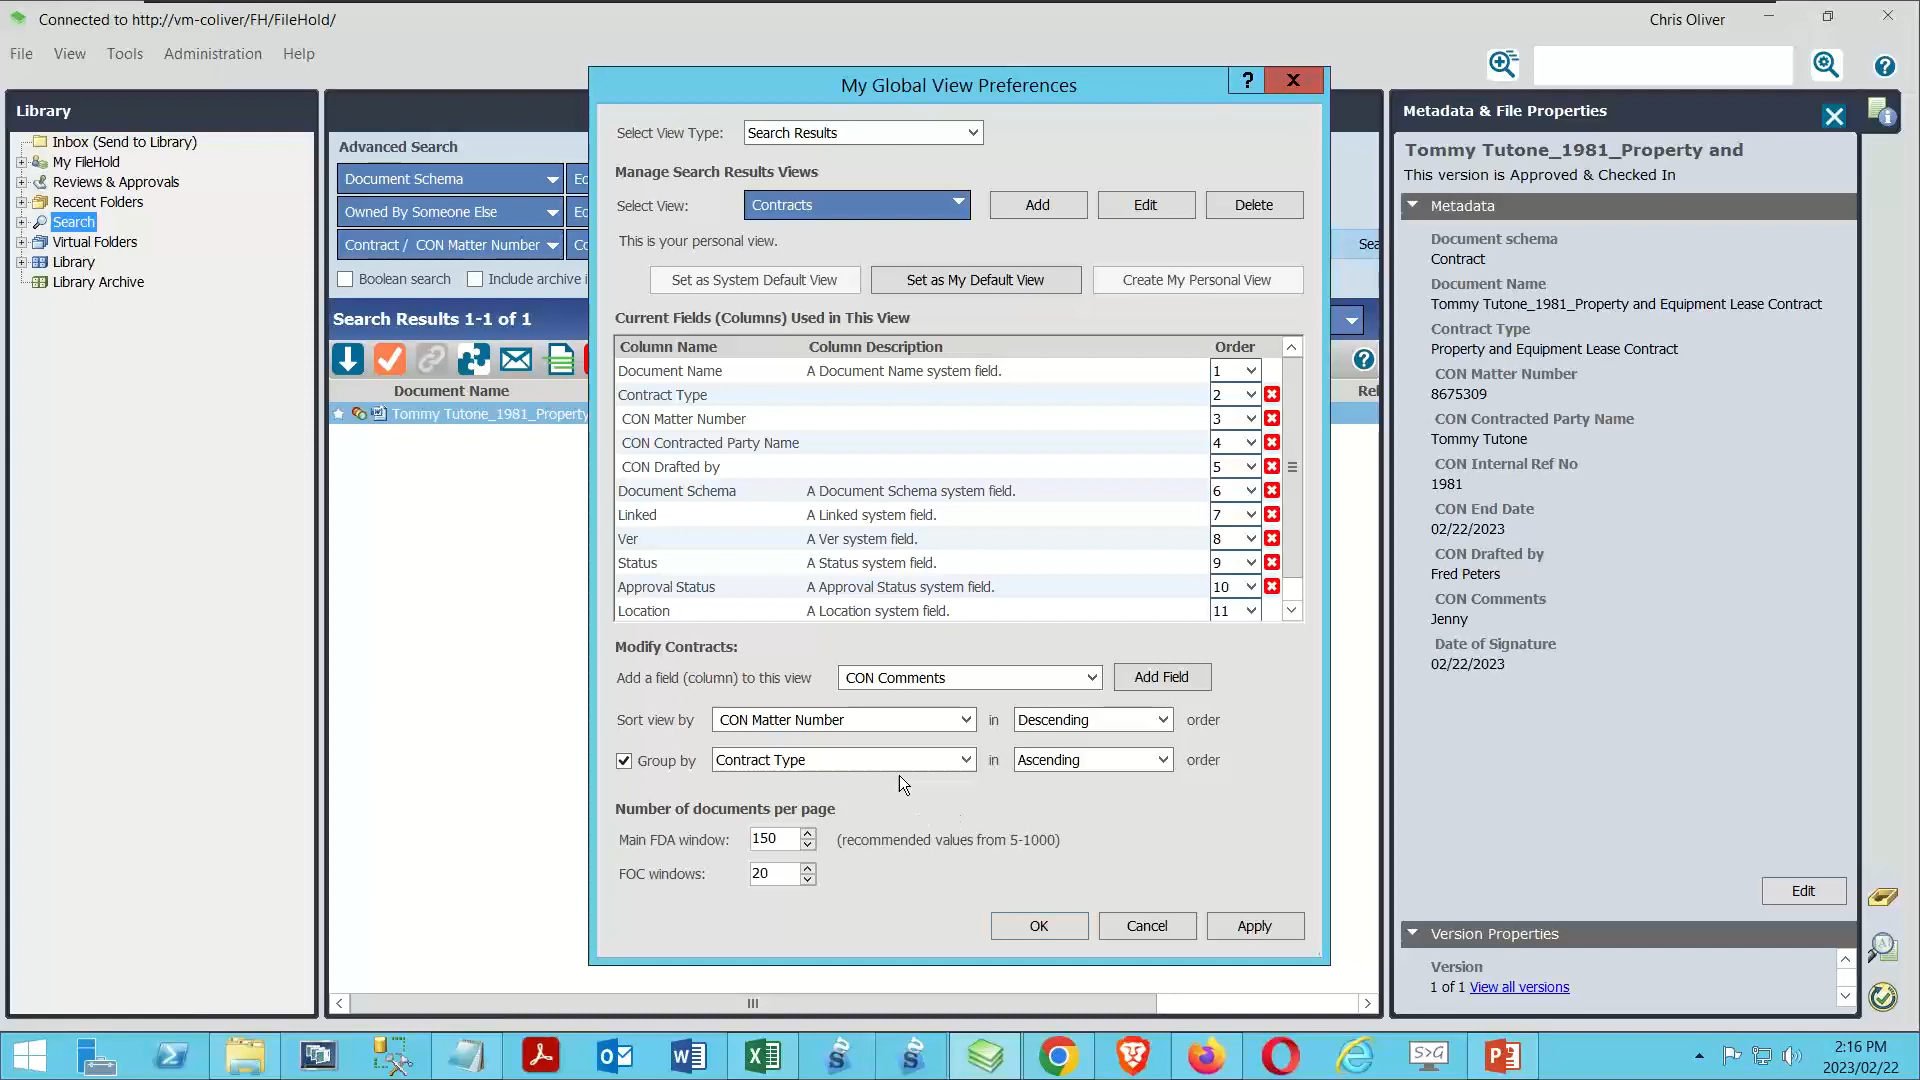 Connected to http://vm-coliver/FH/FileHold/
Chris Oliver
File View Tools Administration Help
Library
Inbox (Send to Library)
My FileHold
Reviews & Approvals
Recent Folders
Search
Virtual Folders
Library
Library Archive
Advanced Search
Document Schema
Owned By Someone Else
Contract / CON Matter Number
Boolean search
Include archive
Search Results 1-1 of 1
Document Name
Tommy Tutone_1981_Property
My Global View Preferences
?
X
Select View Type: Search Results
Manage Search Results Views
Select View: Contracts Add Edit Delete
This is your personal view.
Set as System Default View Set as My Default View Create My Personal View
Current Fields (Columns) Used in This View
Column Name Column Description Order
Document Name A Document Name system field. 1
Contract Type 2
CON Matter Number 3
CON Contracted Party Name 4
CON Drafted by 5
Document Schema A Document Schema system field. 6
Linked A Linked system field. 7
Ver A Ver system field. 8
Status A Status system field. 9
Approval Status A Approval Status system field. 10
Location A Location system field. 11
Modify Contracts:
Add a field (column) to this view CON Comments Add Field
Sort view by CON Matter Number in Descending order
Group by Contract Type in Ascending order
Number of documents per page
Main FDA window: 150 (recommended values from 5-1000)
FOC windows: 20
OK Cancel Apply
Metadata & File Properties
Tommy Tutone_1981_Property and
This version is Approved & Checked In
Metadata
Document schema
Contract
Document Name
Tommy Tutone_1981_Property and Equipment Lease Contract
Contract Type
Property and Equipment Lease Contract
CON Matter Number
8675309
CON Contracted Party Name
Tommy Tutone
CON Internal Ref No
1981
CON End Date
02/22/2023
CON Drafted by
Fred Peters
CON Comments
Jenny
Date of Signature
02/22/2023
Edit
Version Properties
Version
1 of 1 View all versions
S>G
2:16 PM
2023/02/22